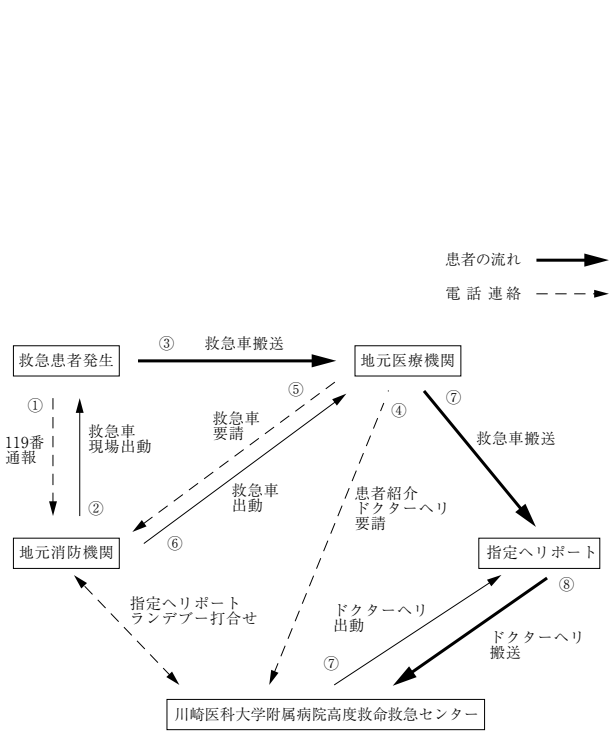 患者の流れ
電話連絡
③ 救急車搬送
救急患者発生
地元医療機関
①
119番
通報
救急車
現場出動
②
⑤
救急車
要請
救急車
出動
⑥
④
患者紹介
ドクターヘリ
要請
⑦
救急車搬送
地元消防機関
指定ヘリポート
指定ヘリポート
ランデブー打合せ
ドクターヘリ
出動
⑦
⑧
ドクターヘリ
搬送
川崎医科大学附属病院高度救命救急センター